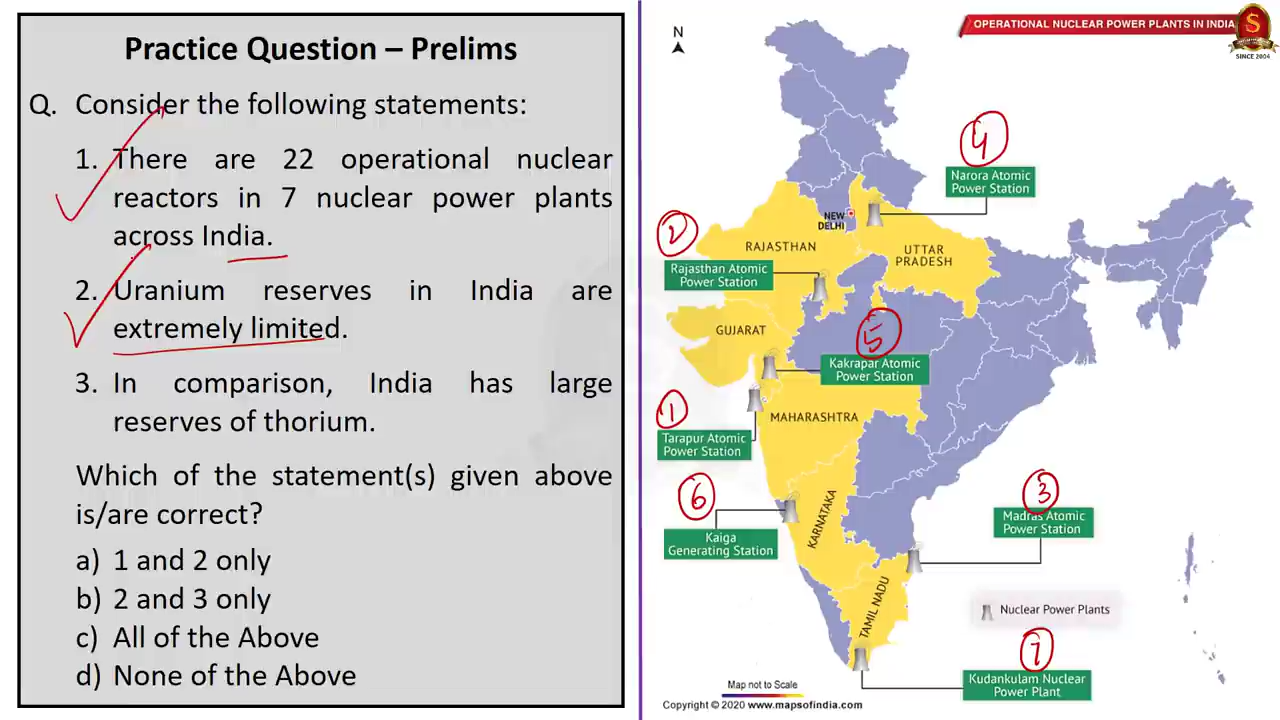 Practice Question – Prelims
Q. Consider the following statements:
1. There are 22 operational nuclear
reactors in 7 nuclear power plants
across India.
2. Uranium reserves in India are
extremely limited.
3. In comparison, India has large
reserves of thorium.
Which of the statement(s) given above
is/are correct?
a) 1 and 2 only
b) 2 and 3 only
c) All of the Above
d) None of the Above
OPERATIONAL NUCLEAR POWER PLANTS IN INDIA
S
SINCE 2004
N
4
Narora Atomic
Power Station
NEW
DELHI
2
RAJASTHAN
UTTAR
PRADESH
Rajasthan Atomic
Power Station
GUJARAT
5
Kakrapar Atomic
Power Station
1
MAHARASHTRA
Tarapur Atomic
Power Station
6
KARNATAKA
3
Madras Atomic
Power Station
Kaiga
Generating Station
TAMIL NADU
Nuclear Power Plants
7
Kudankulam Nuclear
Power Plant
Map not to Scale
Copyright © 2020 www.mapsofindia.com